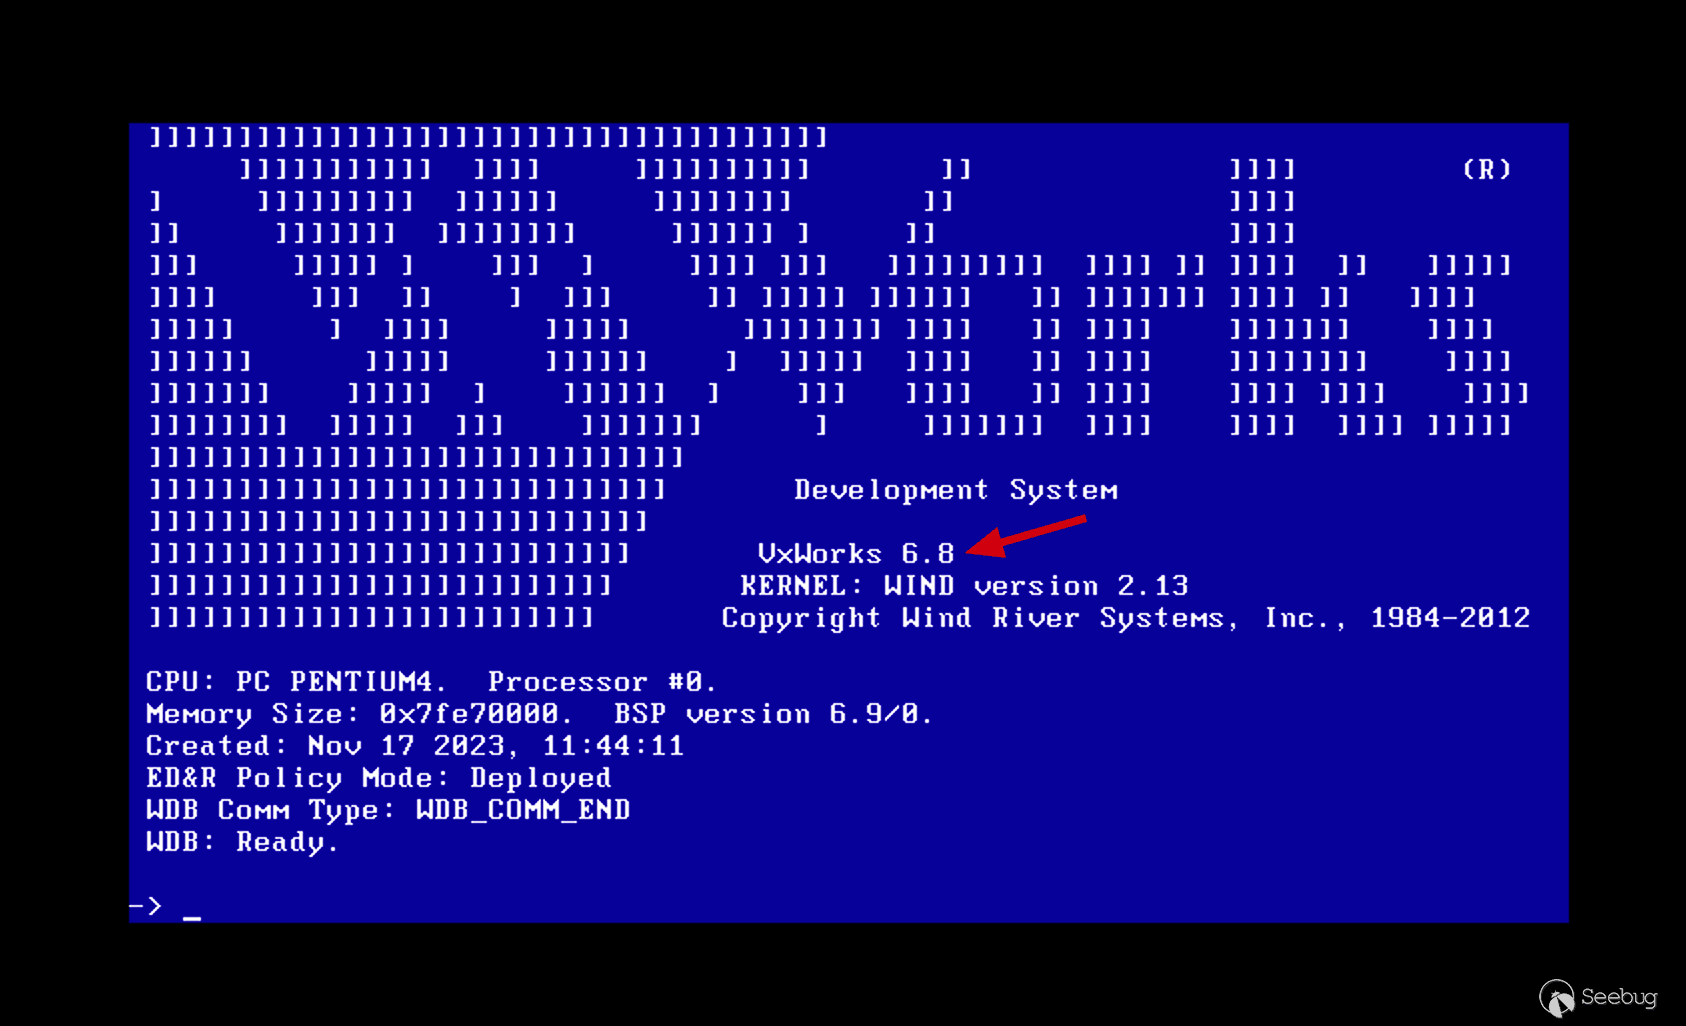 ]]]]]]]]]]]]]]]]]]]]]]]]]]]]]]]]]]]]]]
     ]]]]]]]]]]]  ]]]]     ]]]]]]]]]]       ]]              ]]]]         (R)
]     ]]]]]]]]]  ]]]]]]     ]]]]]]]]       ]]               ]]]]
]]     ]]]]]]]  ]]]]]]]]     ]]]]]] ]     ]]                ]]]]
]]]     ]]]]] ]    ]]]  ]     ]]]] ]]]   ]]]]]]]]]  ]]]] ]] ]]]]  ]]   ]]]]]
]]]]     ]]]  ]]    ]  ]]]     ]] ]]]]] ]]]]]]   ]] ]]]]]]] ]]]] ]]   ]]]]
]]]]]     ]  ]]]]     ]]]]]      ]]]]]]]] ]]]]   ]] ]]]]    ]]]]]]]    ]]]]
]]]]]]      ]]]]]     ]]]]]]    ]  ]]]]]  ]]]]   ]] ]]]]    ]]]]]]]]    ]]]]
]]]]]]]    ]]]]]  ]    ]]]]]]  ]    ]]]   ]]]]   ]] ]]]]    ]]]] ]]]]    ]]]]
]]]]]]]]  ]]]]]  ]]]    ]]]]]]]      ]     ]]]]]]]  ]]]]    ]]]]  ]]]] ]]]]]
]]]]]]]]]]]]]]]]]]]]]]]]]]]]]]
]]]]]]]]]]]]]]]]]]]]]]]]]]]]]       Development System
]]]]]]]]]]]]]]]]]]]]]]]]]]]]
]]]]]]]]]]]]]]]]]]]]]]]]]]]       VxWorks 6.8
]]]]]]]]]]]]]]]]]]]]]]]]]]       KERNEL: WIND version 2.13
]]]]]]]]]]]]]]]]]]]]]]]]]       Copyright Wind River Systems, Inc., 1984-2012
CPU: PC PENTIUM4.  Processor #0.
Memory Size: 0x7fe70000.  BSP version 6.9/0.
Created: Nov 17 2023, 11:44:11
ED&R Policy Mode: Deployed
WDB Comm Type: WDB_COMM_END
WDB: Ready.
-> _
Seebug